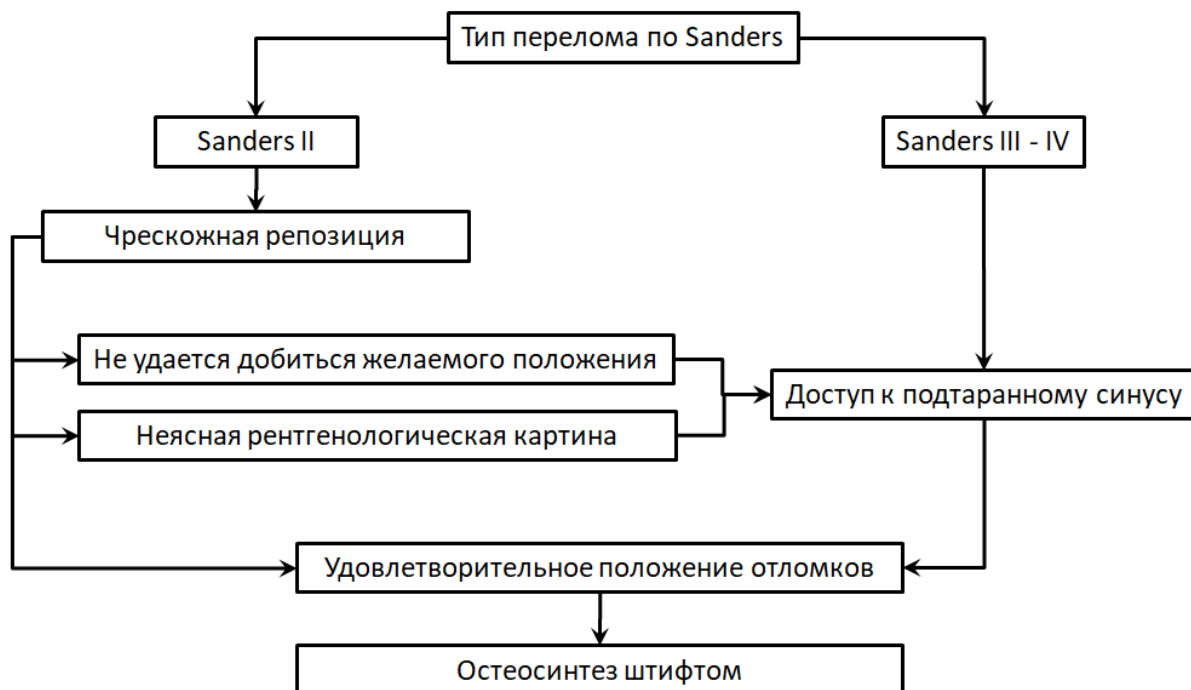 Тип перелома по Sanders
Sanders II
Sanders III - IV
Чрескожная репозиция
Не удается добиться желаемого положения
Доступ к подтаранному синусу
Неясная рентгенологическая картина
Удовлетворительное положение отломков
Остеосинтез штифтом